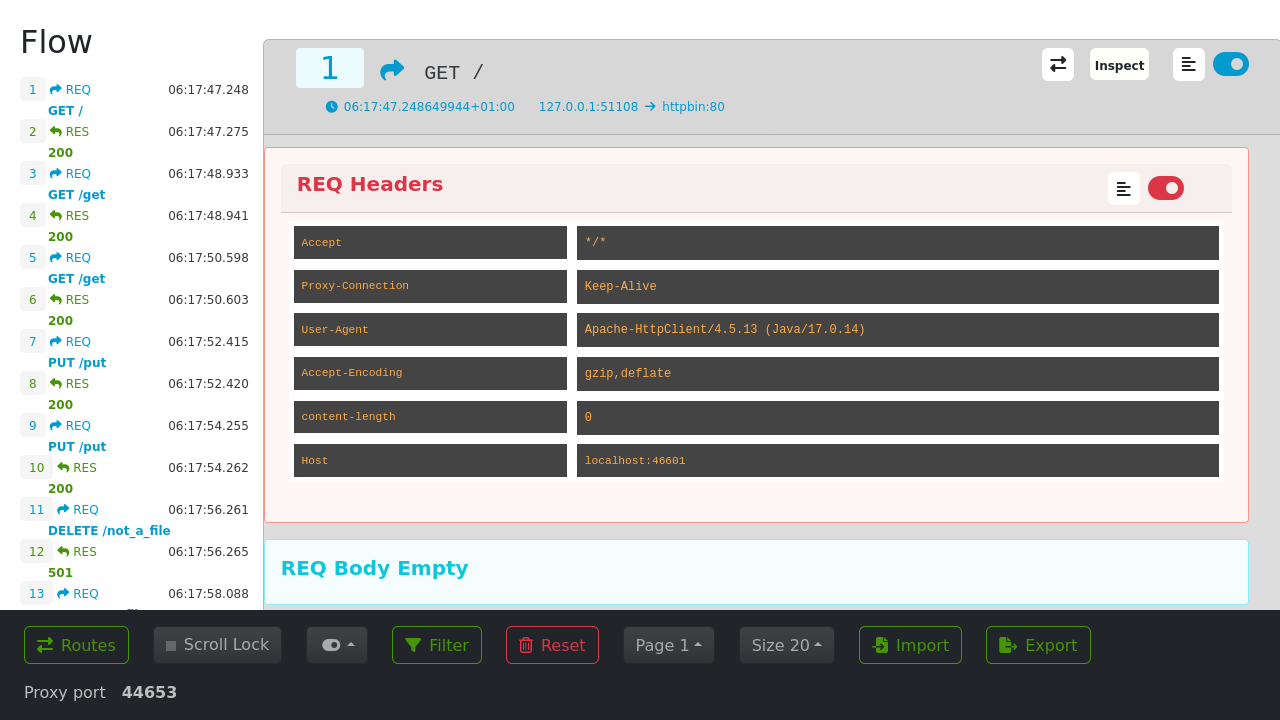 Flow
1 REQ 06:17:47.248
GET /
2 RES 06:17:47.275
200
3 REQ 06:17:48.933
GET /get
4 RES 06:17:48.941
200
5 REQ 06:17:50.598
GET /get
6 RES 06:17:50.603
200
7 REQ 06:17:52.415
PUT /put
8 RES 06:17:52.420
200
9 REQ 06:17:54.255
PUT /put
10 RES 06:17:54.262
200
11 REQ 06:17:56.261
DELETE /not_a_file
12 RES 06:17:56.265
501
13 REQ 06:17:58.088
1 GET / Inspect
06:17:47.248649944+01:00 127.0.0.1:51108 httpbin:80
REQ Headers
Accept */*
Proxy-Connection Keep-Alive
User-Agent Apache-HttpClient/4.5.13 (Java/17.0.14)
Accept-Encoding gzip,deflate
content-length 0
Host localhost:46601
REQ Body Empty
Routes Scroll Lock Filter Reset Page 1 Size 20 Import Export
Proxy port 44653